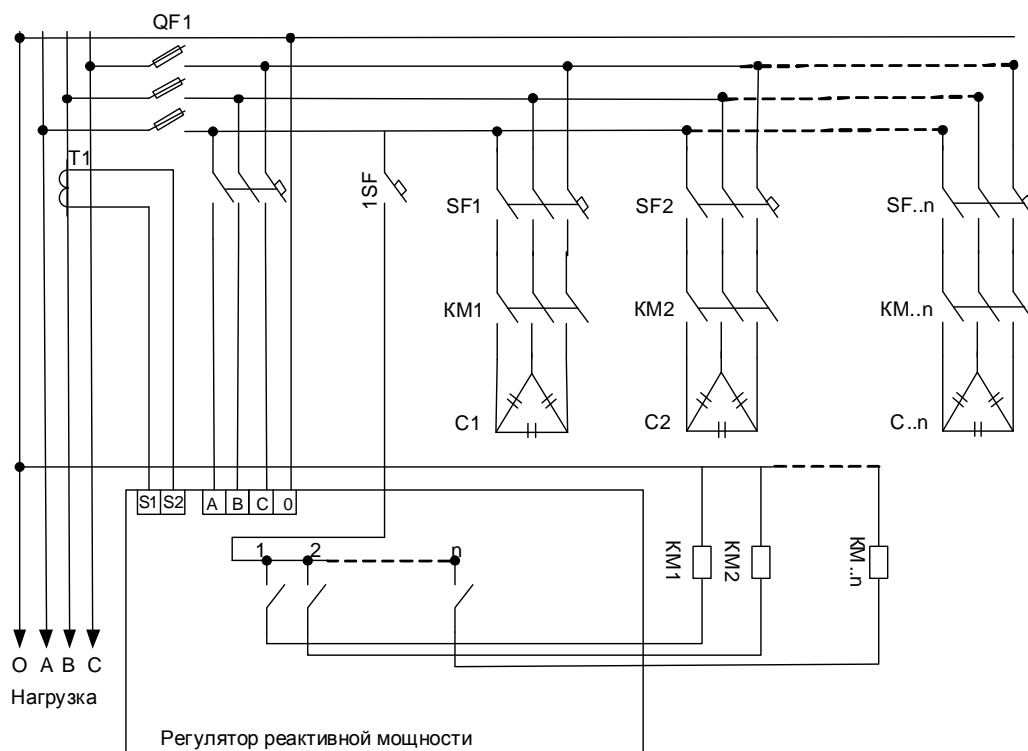 QF1
T1
1SF
SF1
SF2
SF..n
KM1
KM2
KM..n
C1
C2
C..n
S1 S2 A B C 0
1 2 n
KM1
KM2
KM..n
O A B C
Нагрузка
Регулятор реактивной мощности